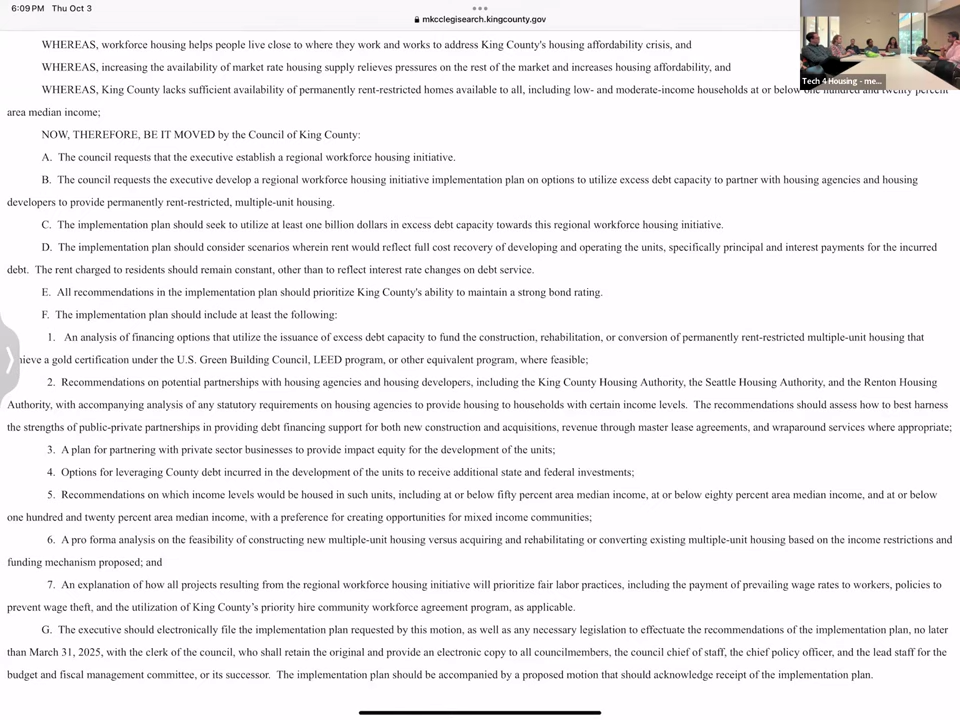 6:09 PM Thu Oct 3
mkcclegisearch.kingcounty.gov
Tech 4 Housing - me...
WHEREAS, workforce housing helps people live close to where they work and works to address King County's housing affordability crisis, and
WHEREAS, increasing the availability of market rate housing supply relieves pressures on the rest of the market and increases housing affordability, and
WHEREAS, King County lacks sufficient availability of permanently rent-restricted homes available to all, including low- and moderate-income households at or below one hundred and twenty percent
area median income;
NOW, THEREFORE, BE IT MOVED by the Council of King County:
A. The council requests that the executive establish a regional workforce housing initiative.
B. The council requests the executive develop a regional workforce housing initiative implementation plan on options to utilize excess debt capacity to partner with housing agencies and housing
developers to provide permanently rent-restricted, multiple-unit housing.
C. The implementation plan should seek to utilize at least one billion dollars in excess debt capacity towards this regional workforce housing initiative.
D. The implementation plan should consider scenarios wherein rent would reflect full cost recovery of developing and operating the units, specifically principal and interest payments for the incurred
debt. The rent charged to residents should remain constant, other than to reflect interest rate changes on debt service.
E. All recommendations in the implementation plan should prioritize King County's ability to maintain a strong bond rating.
F. The implementation plan should include at least the following:
1. An analysis of financing options that utilize the issuance of excess debt capacity to fund the construction, rehabilitation, or conversion of permanently rent-restricted multiple-unit housing that
hieve a gold certification under the U.S. Green Building Council, LEED program, or other equivalent program, where feasible;
2. Recommendations on potential partnerships with housing agencies and housing developers, including the King County Housing Authority, the Seattle Housing Authority, and the Renton Housing
Authority, with accompanying analysis of any statutory requirements on housing agencies to provide housing to households with certain income levels. The recommendations should assess how to best harness
the strengths of public-private partnerships in providing debt financing support for both new construction and acquisitions, revenue through master lease agreements, and wraparound services where appropriate;
3. A plan for partnering with private sector businesses to provide impact equity for the development of the units;
4. Options for leveraging County debt incurred in the development of the units to receive additional state and federal investments;
5. Recommendations on which income levels would be housed in such units, including at or below fifty percent area median income, at or below eighty percent area median income, and at or below
one hundred and twenty percent area median income, with a preference for creating opportunities for mixed income communities;
6. A pro forma analysis on the feasibility of constructing new multiple-unit housing versus acquiring and rehabilitating or converting existing multiple-unit housing based on the income restrictions and
funding mechanism proposed; and
7. An explanation of how all projects resulting from the regional workforce housing initiative will prioritize fair labor practices, including the payment of prevailing wage rates to workers, policies to
prevent wage theft, and the utilization of King County's priority hire community workforce agreement program, as applicable.
G. The executive should electronically file the implementation plan requested by this motion, as well as any necessary legislation to effectuate the recommendations of the implementation plan, no later
than March 31, 2025, with the clerk of the council, who shall retain the original and provide an electronic copy to all councilmembers, the council chief of staff, the chief policy officer, and the lead staff for the
budget and fiscal management committee, or its successor. The implementation plan should be accompanied by a proposed motion that should acknowledge receipt of the implementation plan.